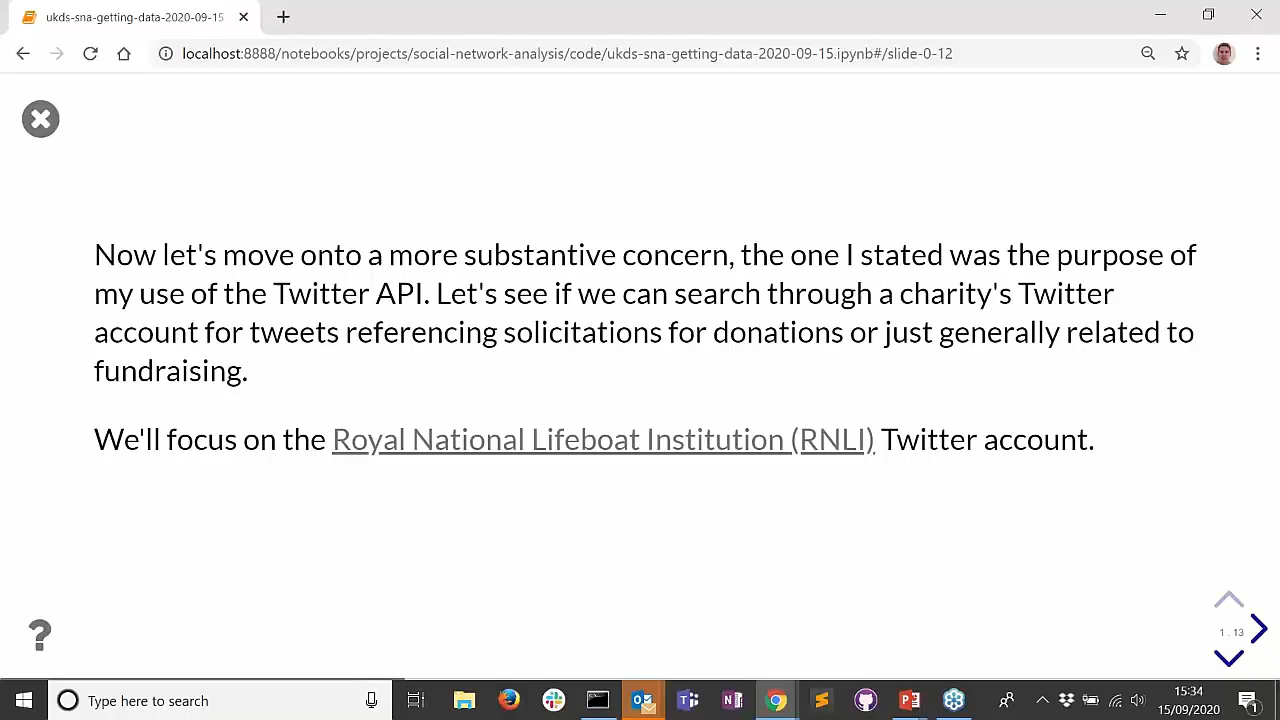 ukds-sna-getting-data-2020-09-15
localhost:8888/notebooks/projects/social-network-analysis/code/ukds-sna-getting-data-2020-09-15.ipynb#/slide-0-12
Now let's move onto a more substantive concern, the one I stated was the purpose of
my use of the Twitter API. Let's see if we can search through a charity's Twitter
account for tweets referencing solicitations for donations or just generally related to
fundraising.
We'll focus on the Royal National Lifeboat Institution (RNLI) Twitter account.
?
1 . 13
Type here to search
15:34
15/09/2020
1